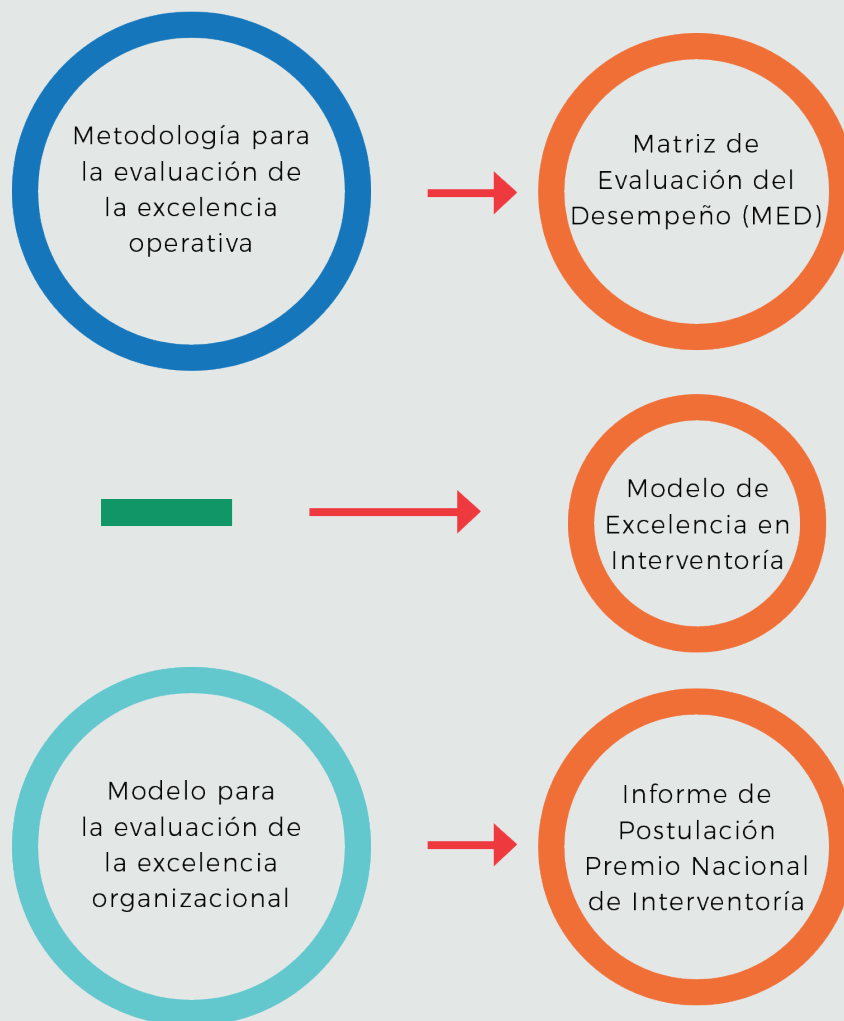 Metodología para
la evaluación de
la excelencia
operativa
Matriz de
Evaluación del
Desempeño (MED)
Modelo de
Excelencia en
Interventoría
Modelo para
la evaluación de
la excelencia
organizacional
Informe de
Postulación
Premio Nacional
de Interventoría